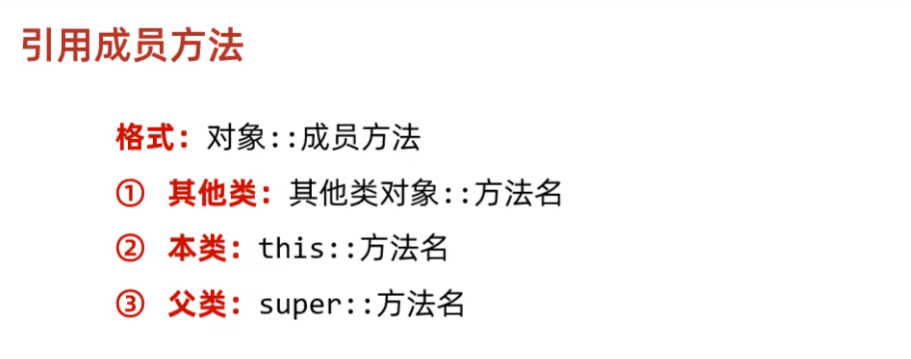 引用成员方法
格式：对象::成员方法
① 其他类：其他类对象::方法名
② 本类：this::方法名
③ 父类：super::方法名